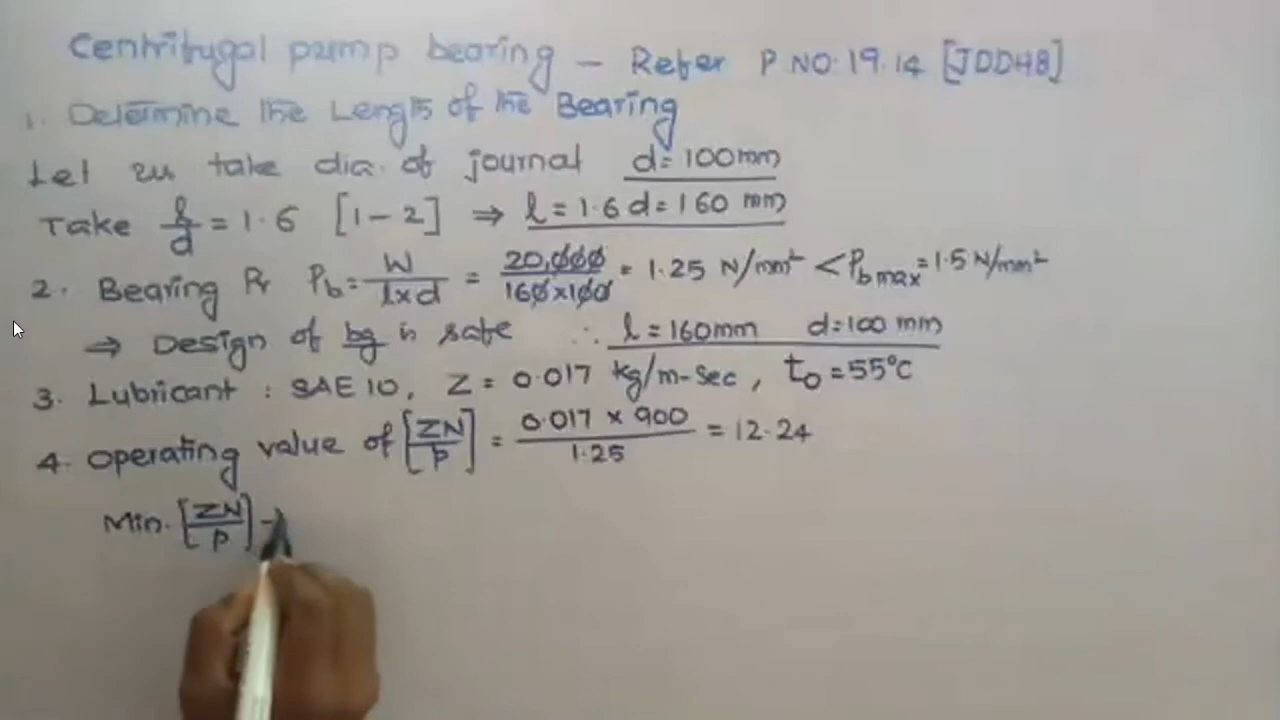 Centrifugal pump bearing – Refer P NO. 19.14 [JDDHB]
1. Determine the Length of the Bearing
Let us take dia. of journal d = 100mm
Take l/d = 1.6 [1 – 2] ⇒ l = 1.6 d = 160 mm
2. Bearing Pr Pb = W/(l×d) = 20,000/(160×100) = 1.25 N/mm² < Pb max = 1.5 N/mm²
⇒ Design of bg is safe ∴ l = 160mm d = 100 mm
3. Lubricant : SAE 10, Z = 0.017 kg/m-Sec, to = 55°C
4. Operating value of [ZN/p] = (0.017 × 900)/1.25 = 12.24
Min. [ZN/p]